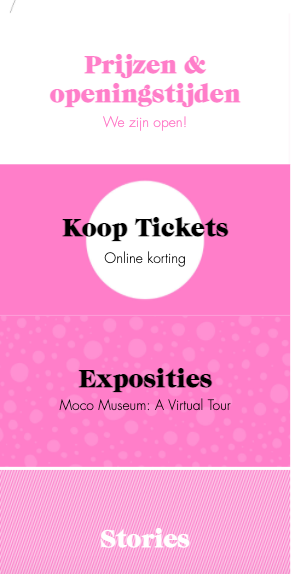 Prijzen &
openingstijden
We zijn open!
Koop Tickets
Online korting
Exposities
Moco Museum: A Virtual Tour
Stories